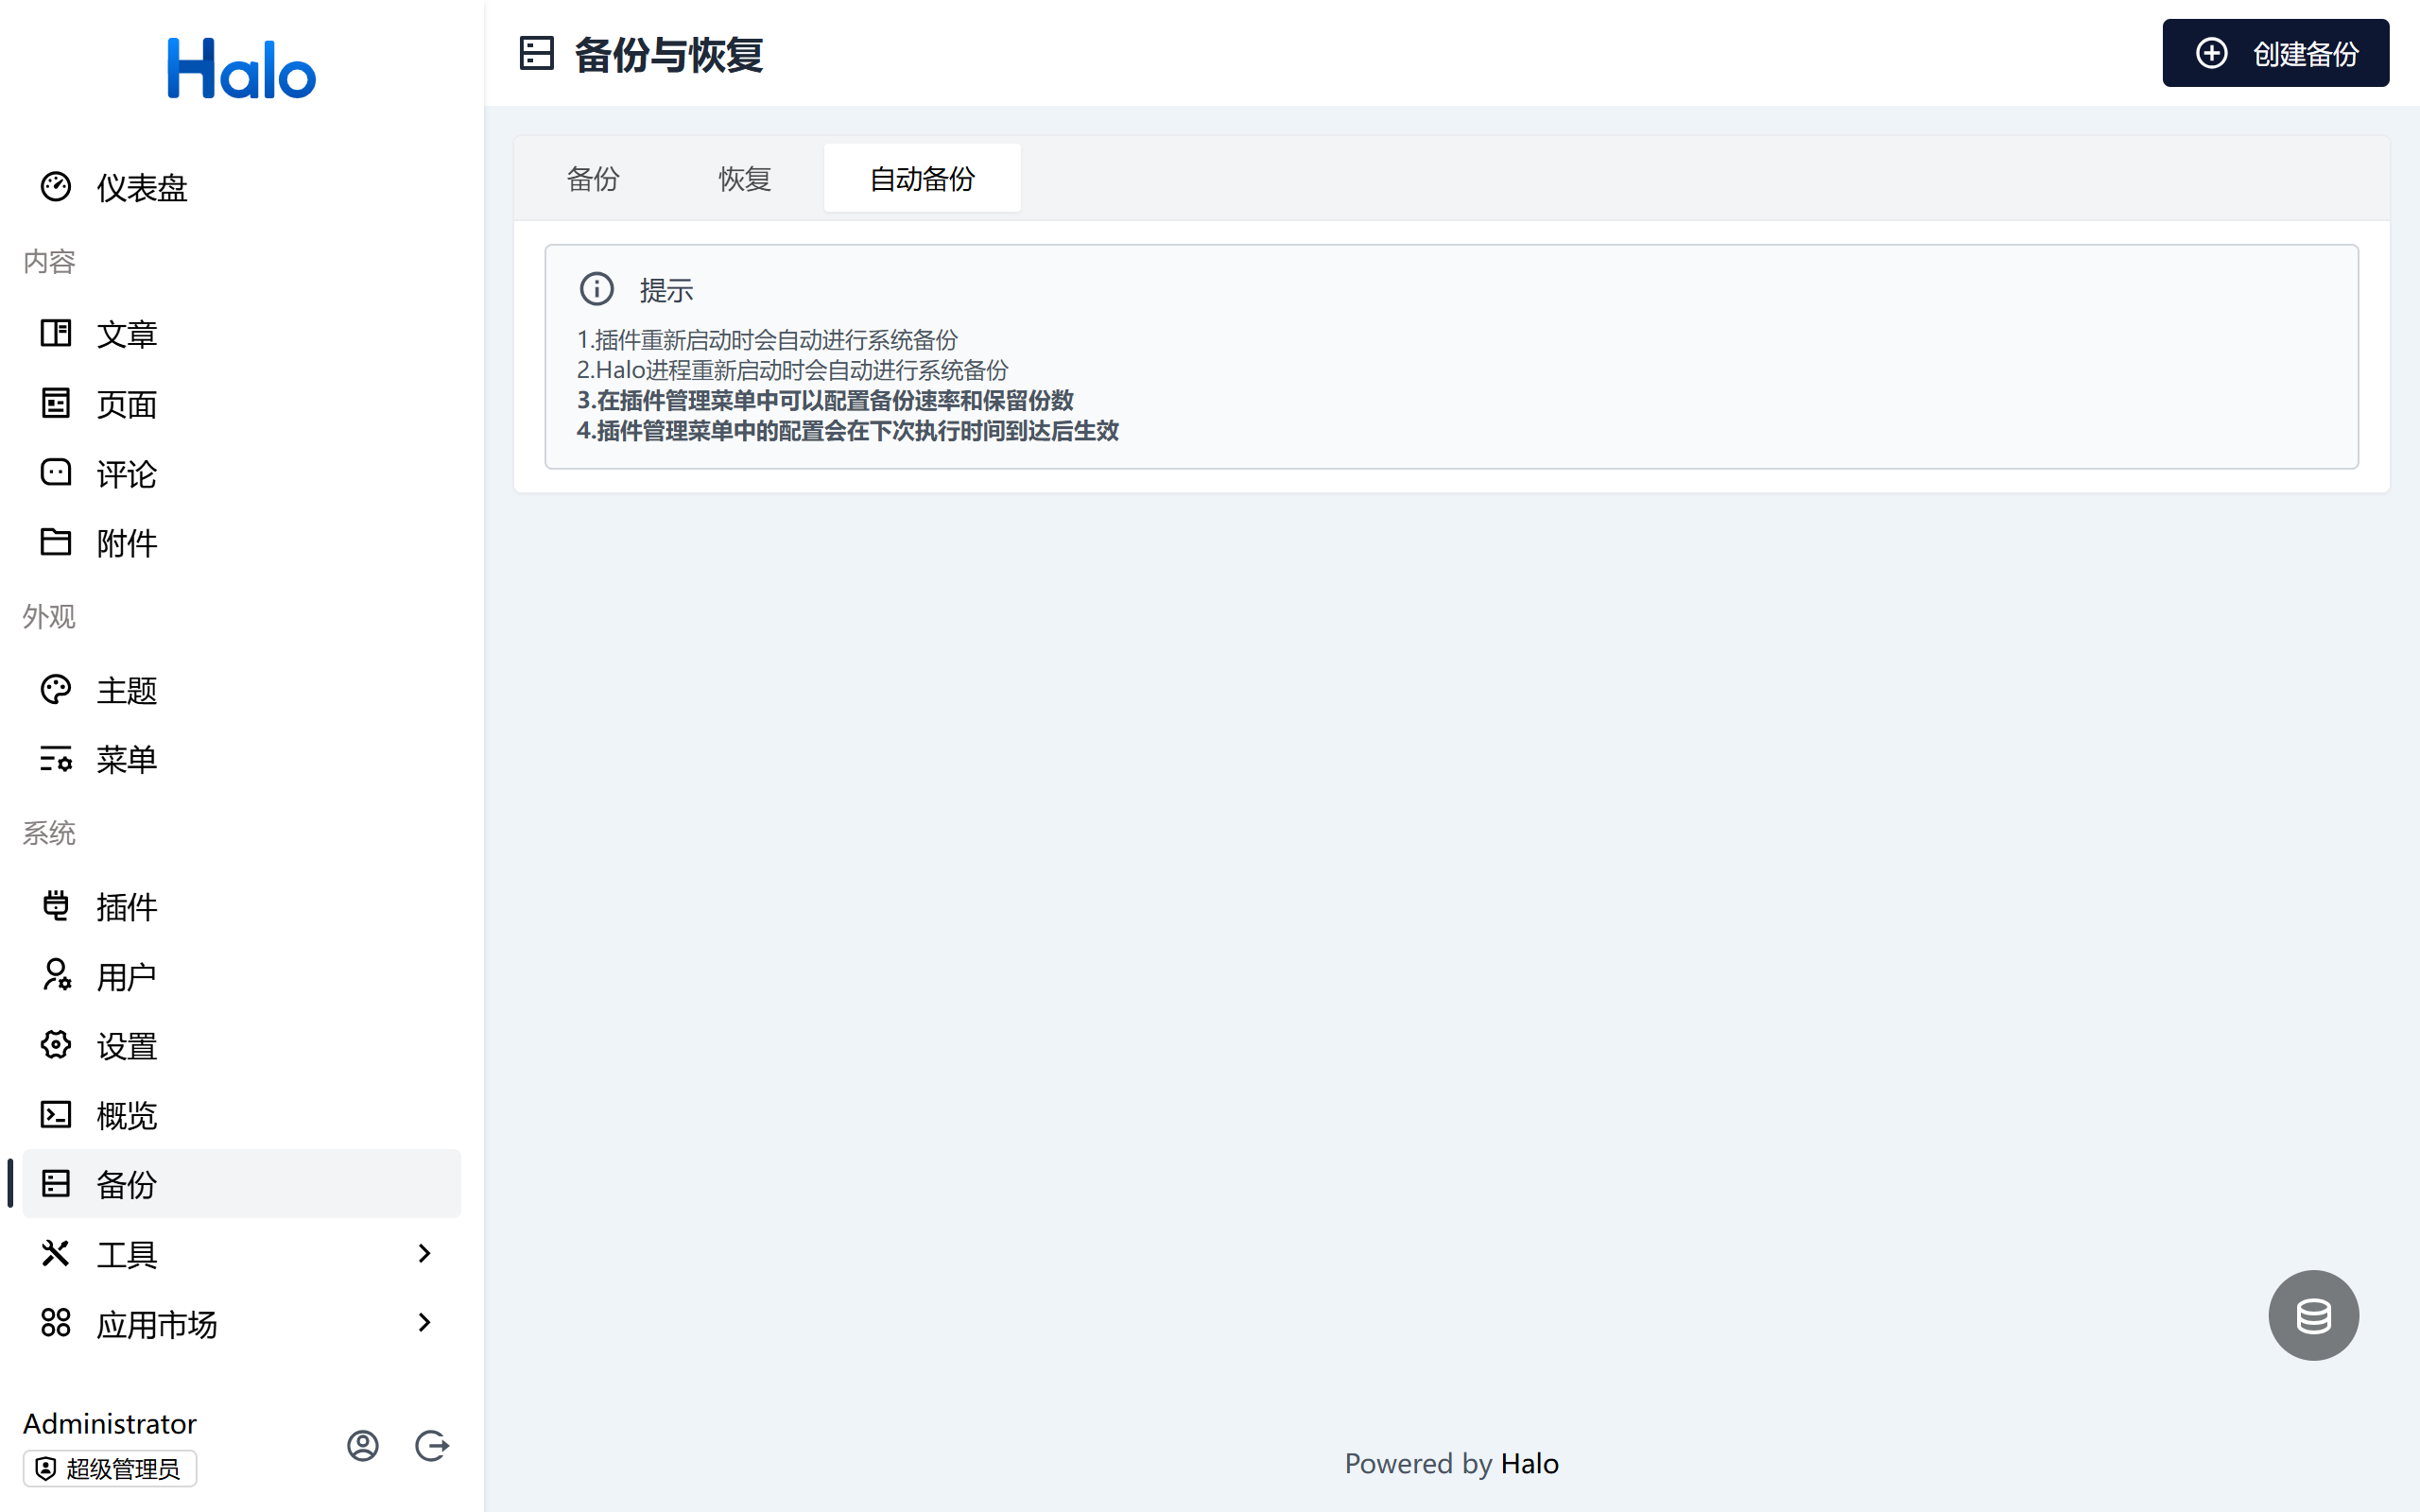 Halo
仪表盘
内容
文章
页面
评论
附件
外观
主题
菜单
系统
插件
用户
设置
概览
备份
工具
应用市场
Administrator
超级管理员
备份与恢复
创建备份
备份
恢复
自动备份
提示
1.插件重新启动时会自动进行系统备份
2.Halo进程重新启动时会自动进行系统备份
3.在插件管理菜单中可以配置备份速率和保留份数
4.插件管理菜单中的配置会在下次执行时间到达后生效
Powered by Halo